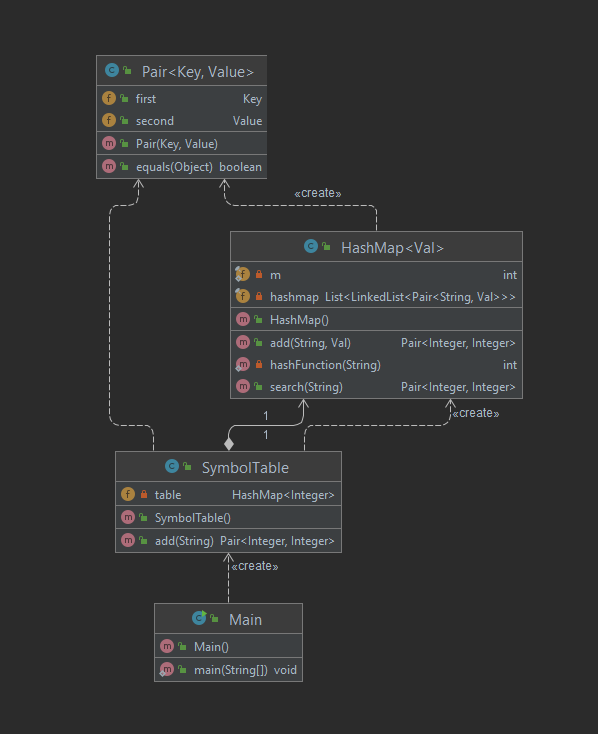 Pair<Key, Value>
first Key
second Value
Pair(Key, Value)
equals(Object) boolean
«create»
HashMap<Val>
m int
hashmap List<LinkedList<Pair<String, Val>>>
HashMap()
add(String, Val) Pair<Integer, Integer>
hashFunction(String) int
search(String) Pair<Integer, Integer>
1
«create»
1
SymbolTable
table HashMap<Integer>
SymbolTable()
add(String) Pair<Integer, Integer>
«create»
Main
Main()
main(String[]) void